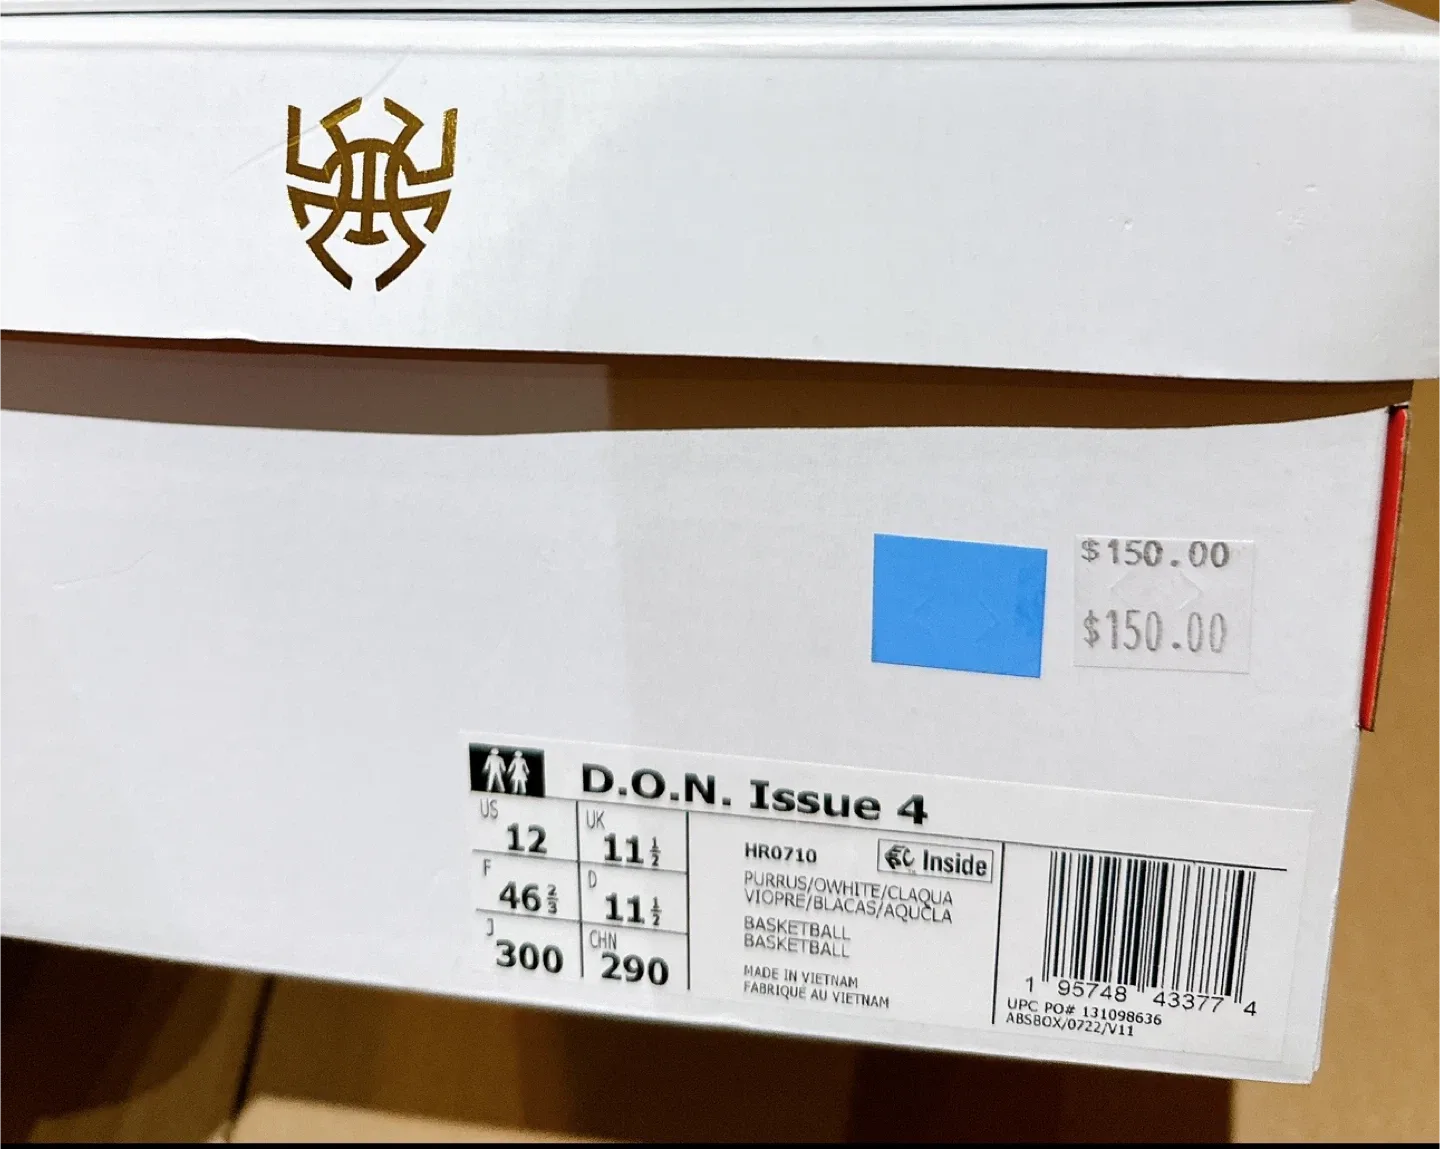 $150.00
$150.00
D.O.N. Issue 4
US 12
UK 11½
F 46⅔
D 11½
J 300
CHN 290
HR0710
Inside
PURRUS/OWHITE/CLAQUA
VIOPRE/BLACAS/AQUCLA
BASKETBALL
BASKETBALL
MADE IN VIETNAM
FABRIQUÉ AU VIETNAM
1 95748 43377 4
UPC PO# 131098636
ABSBOX/0722/V11